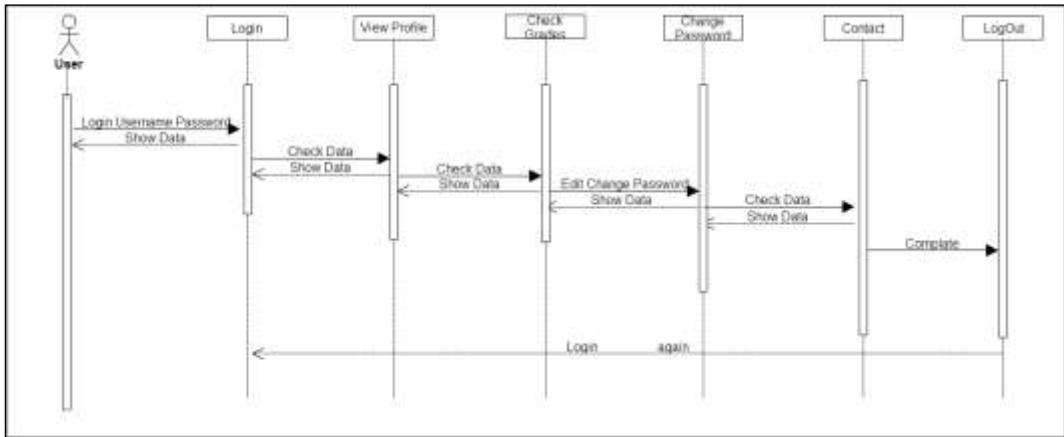 User
Login
View Profile
Check
Grades
Change
Password
Contact
LogOut
Login Username Password
Show Data
Check Data
Show Data
Check Data
Show Data
Edit Change Password
Show Data
Check Data
Show Data
Complate
Login again